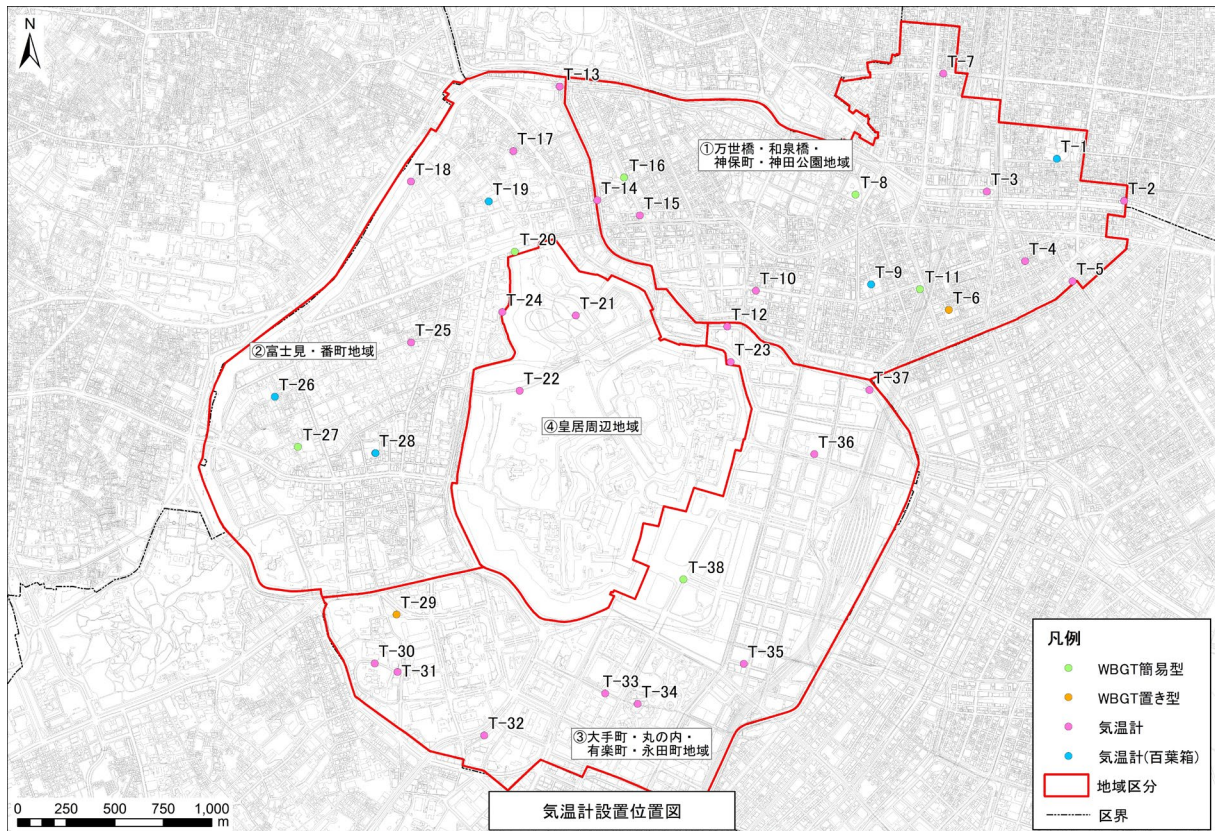 N
T-7
T-13
①万世橋・和泉橋・
神保町・神田公園地域
T-1
T-17
T-18
T-16
T-3
T-8
T-2
T-19
T-14
T-15
T-20
T-4
T-5
T-10
T-9
T-11
T-6
T-24
T-21
T-12
T-25
②富士見・番町地域
T-23
T-37
T-26
T-22
④皇居周辺地域
T-27
T-28
T-36
T-38
T-29
T-30
T-31
T-35
T-33
T-34
T-32
③大手町・丸の内・
有楽町・永田町地域
凡例
WBGT簡易型
WBGT置き型
気温計
気温計(百葉箱)
地域区分
区界
0 250 500 750 1,000
m
気温計設置位置図